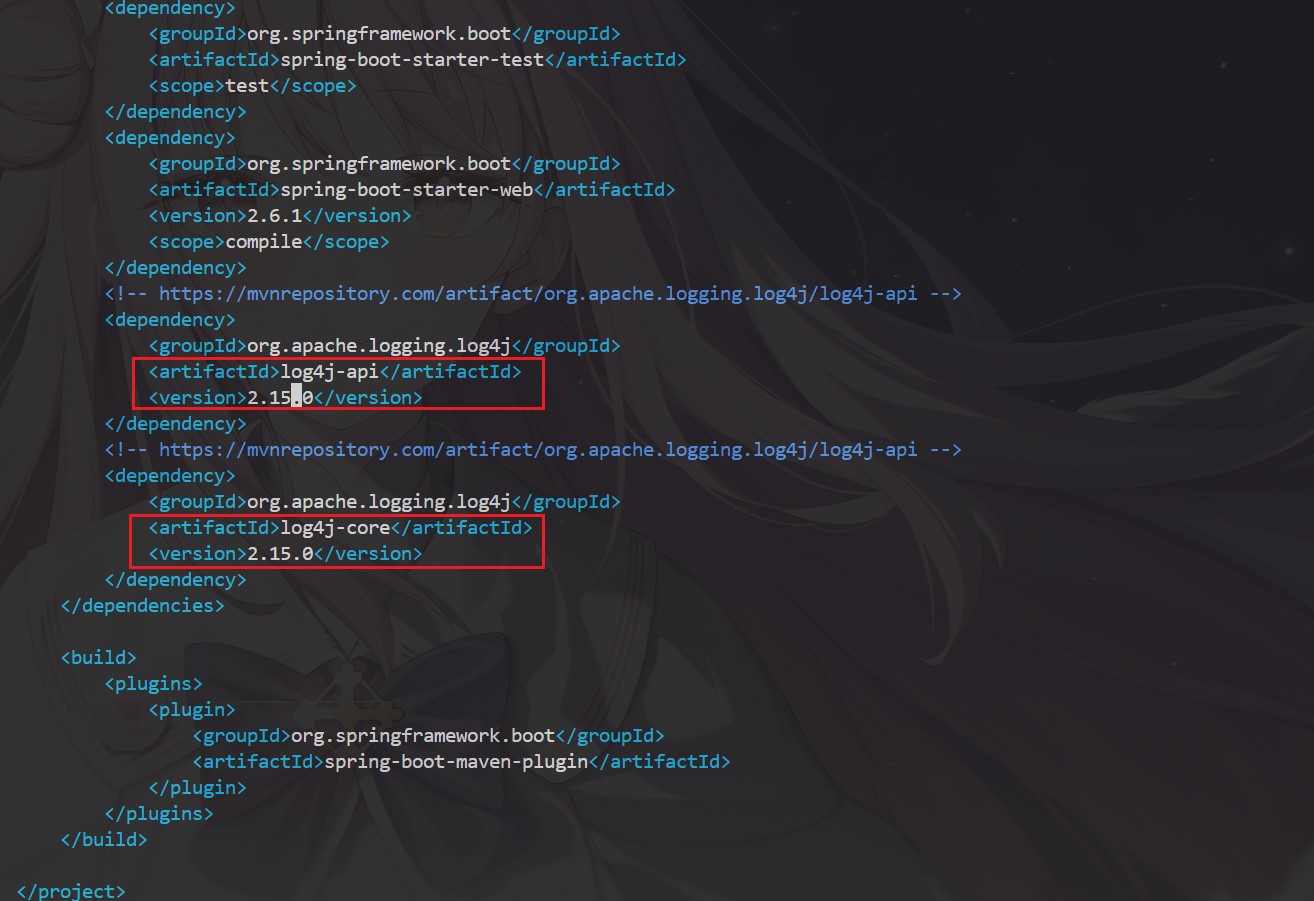 <dependency>
<groupId>org.springframework.boot</groupId>
<artifactId>spring-boot-starter-test</artifactId>
<scope>test</scope>
</dependency>
<dependency>
<groupId>org.springframework.boot</groupId>
<artifactId>spring-boot-starter-web</artifactId>
<version>2.6.1</version>
<scope>compile</scope>
</dependency>
<!-- https://mvnrepository.com/artifact/org.apache.logging.log4j/log4j-api -->
<dependency>
<groupId>org.apache.logging.log4j</groupId>
<artifactId>log4j-api</artifactId>
<version>2.15.0</version>
</dependency>
<!-- https://mvnrepository.com/artifact/org.apache.logging.log4j/log4j-api -->
<dependency>
<groupId>org.apache.logging.log4j</groupId>
<artifactId>log4j-core</artifactId>
<version>2.15.0</version>
</dependency>
</dependencies>
<build>
<plugins>
<plugin>
<groupId>org.springframework.boot</groupId>
<artifactId>spring-boot-maven-plugin</artifactId>
</plugin>
</plugins>
</build>
</project>